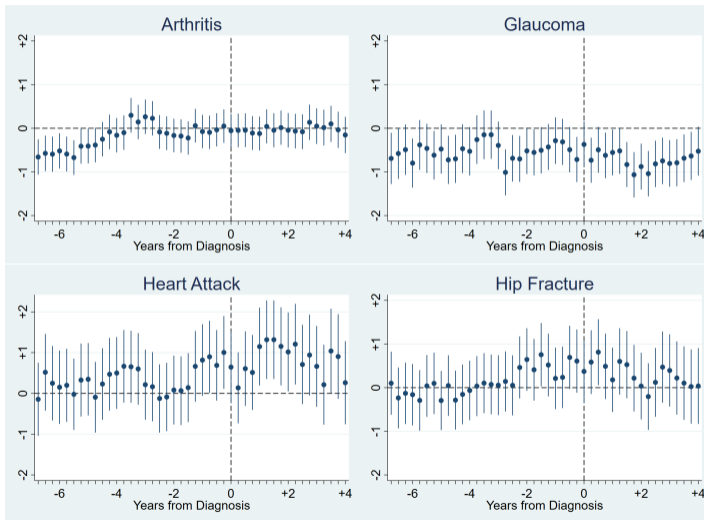 Arthritis
+2
+1
0
-1
-2
-6 -4 -2 0 +2 +4
Years from Diagnosis
Glaucoma
+2
+1
0
-1
-2
-6 -4 -2 0 +2 +4
Years from Diagnosis
Heart Attack
+2
+1
0
-1
-2
-6 -4 -2 0 +2 +4
Years from Diagnosis
Hip Fracture
+2
+1
0
-1
-2
-6 -4 -2 0 +2 +4
Years from Diagnosis